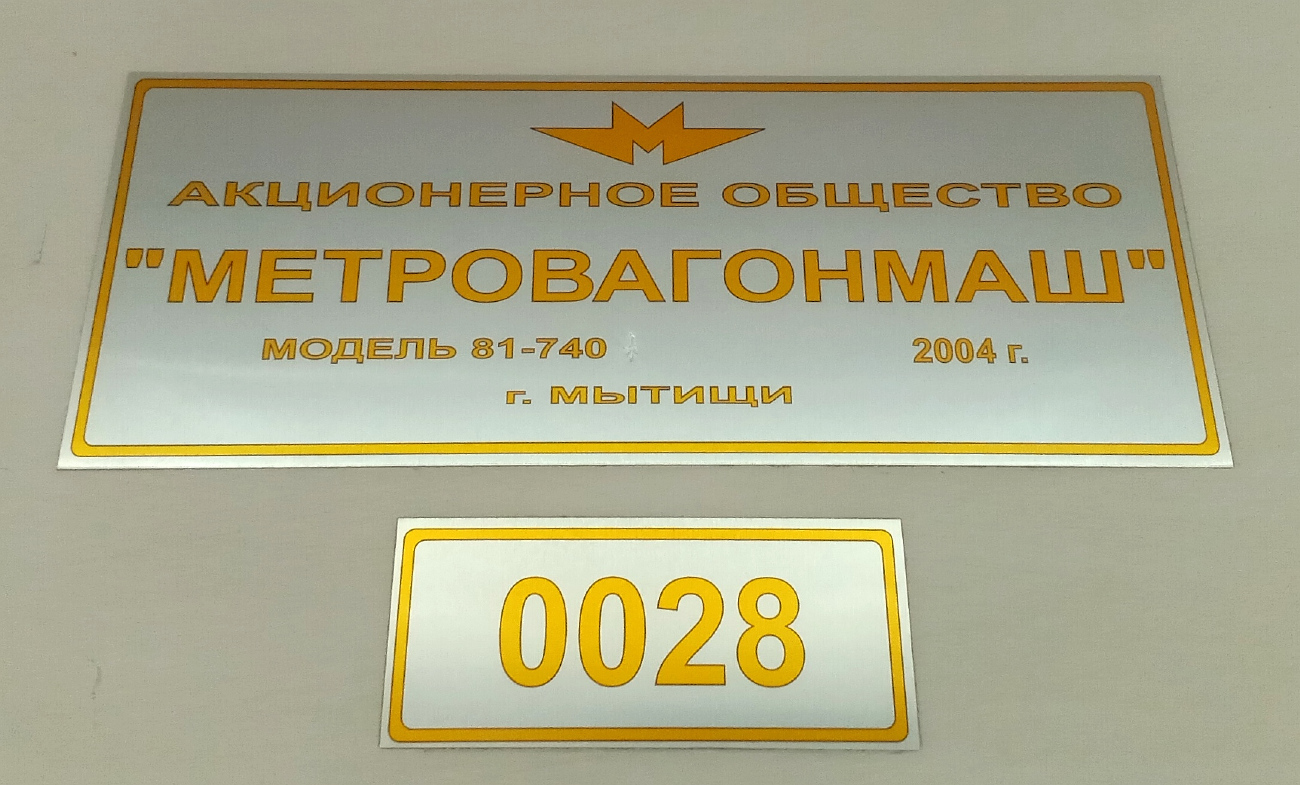 АКЦИОНЕРНОЕ ОБЩЕСТВО
"МЕТРОВАГОНМАШ"
МОДЕЛЬ 81-740 2004 г.
г. МЫТИЩИ
0028